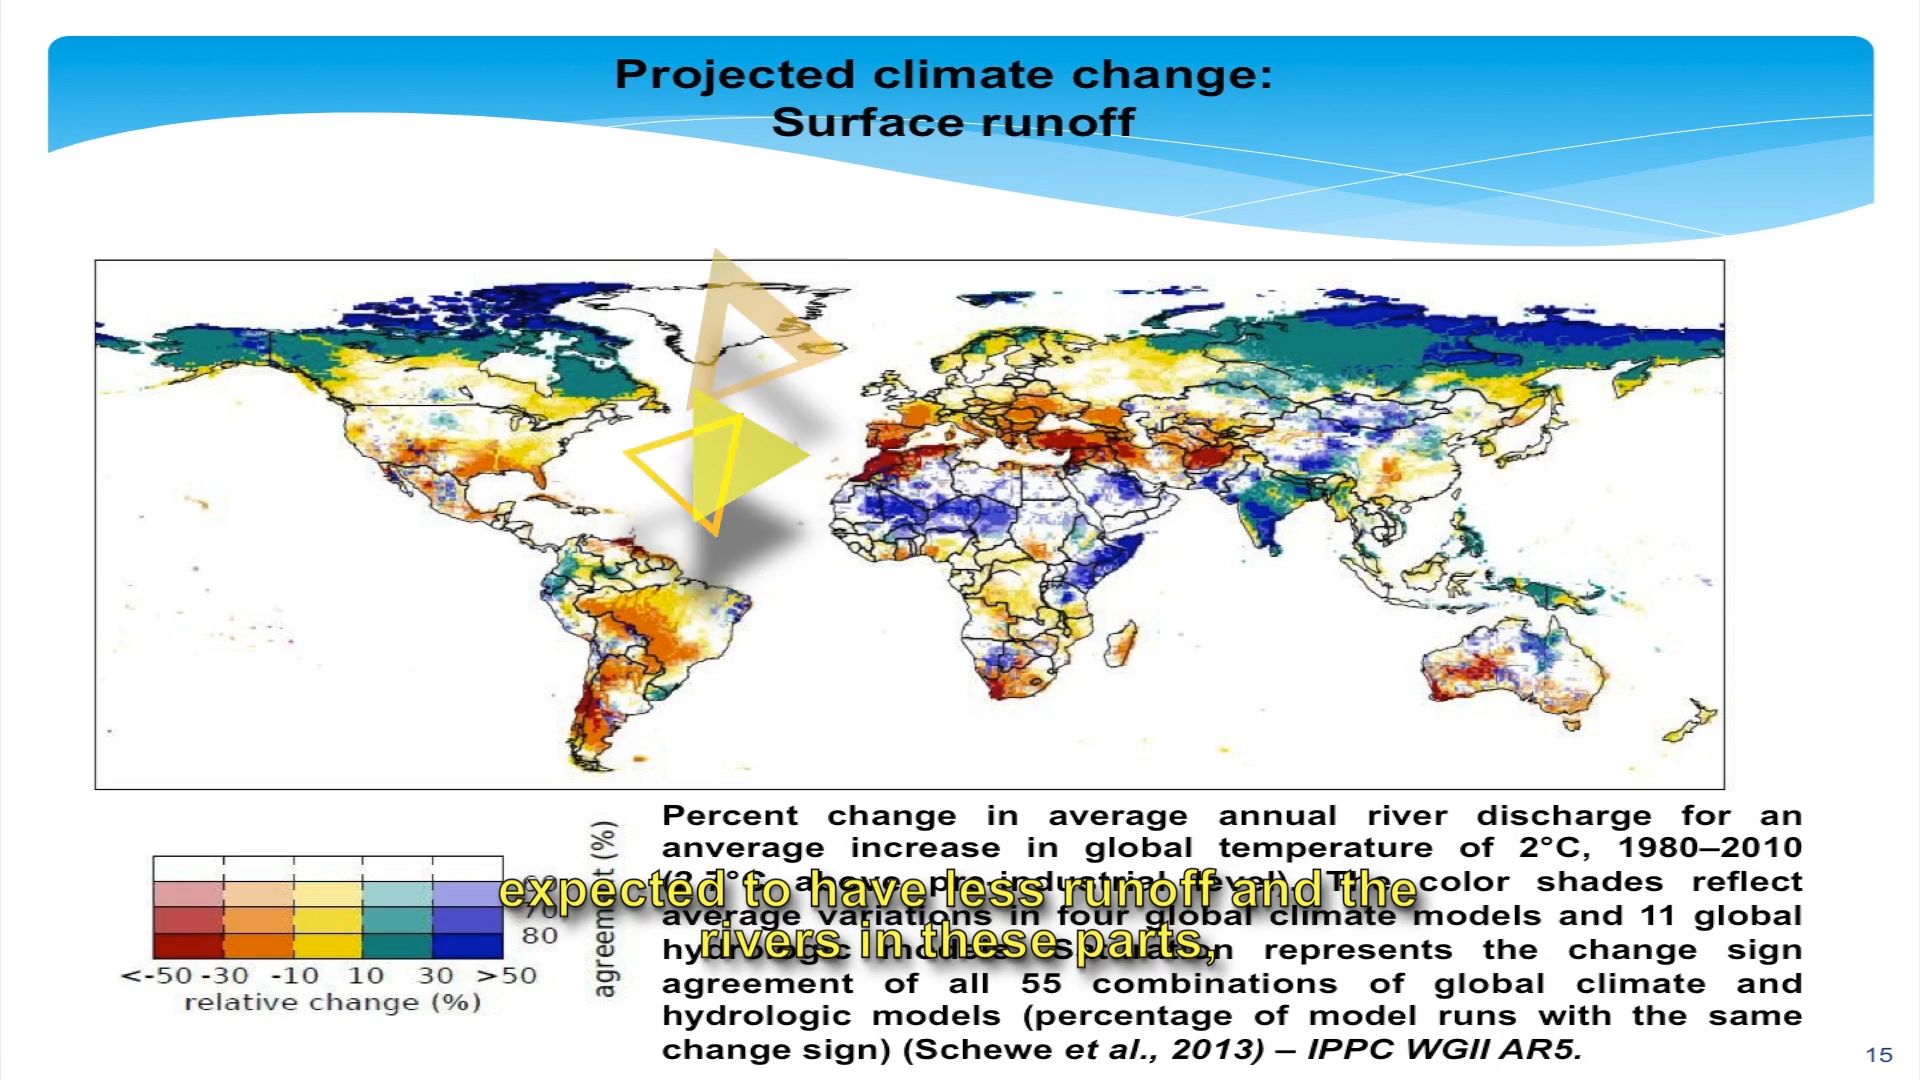 Projected climate change:
Surface runoff
Percent change in average annual river discharge for an
anverage increase in global temperature of 2°C, 1980–2010
above pre-industrial level). The color shades reflect
average variations in four global climate models and 11 global
hydrologic models. Saturation represents the change sign
agreement of all 55 combinations of global climate and
hydrologic models (percentage of model runs with the same
change sign) (Schewe et al., 2013) – IPPC WGII AR5.
expected to have less runoff and the
rivers in these parts,
70
80
agreement (%)
<-50 -30 -10 10 30 >50
relative change (%)
15